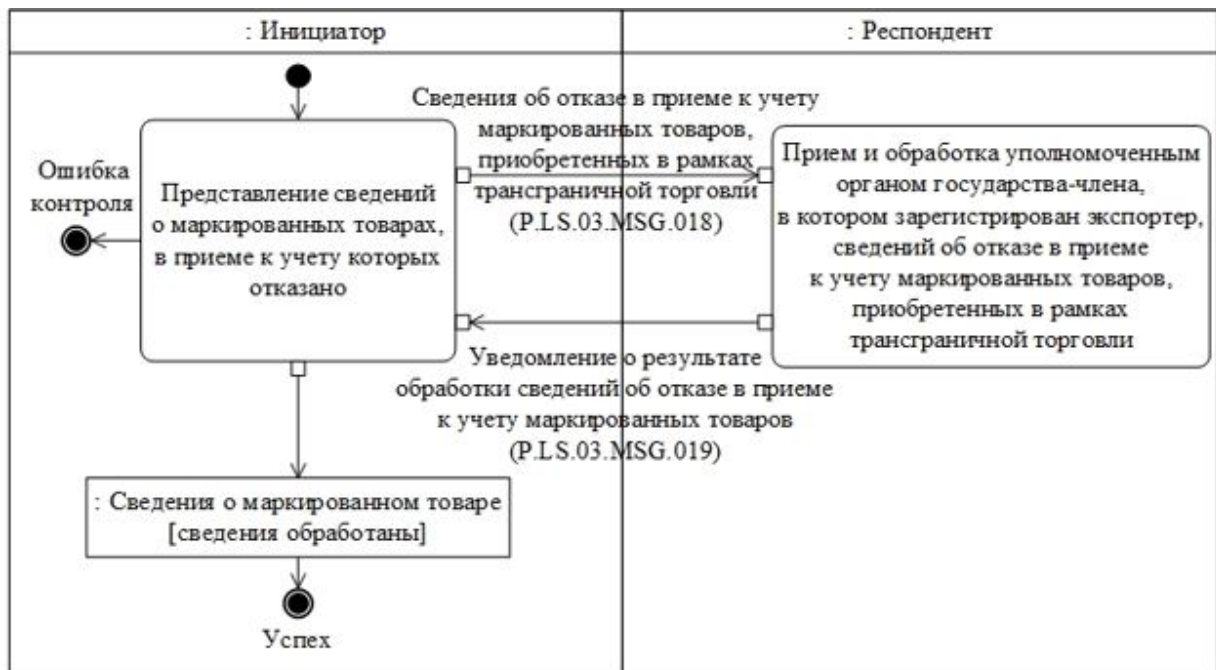 : Инициатор
: Респондент
Сведения об отказе в приеме к учету
маркированных товаров,
приобретенных в рамках
трансграничной торговли
(P.LS.03.MSG.018)
Ошибка
контроля
Представление сведений
о маркированных товарах,
в приеме к учету которых
отказано
Прием и обработка уполномоченным
органом государства-члена,
в котором зарегистрирован экспортер,
сведений об отказе в приеме
к учету маркированных товаров,
приобретенных в рамках
трансграничной торговли
Уведомление о результате
обработки сведений об отказе в приеме
к учету маркированных товаров
(P.LS.03.MSG.019)
: Сведения о маркированном товаре
[сведения обработаны]
Успех